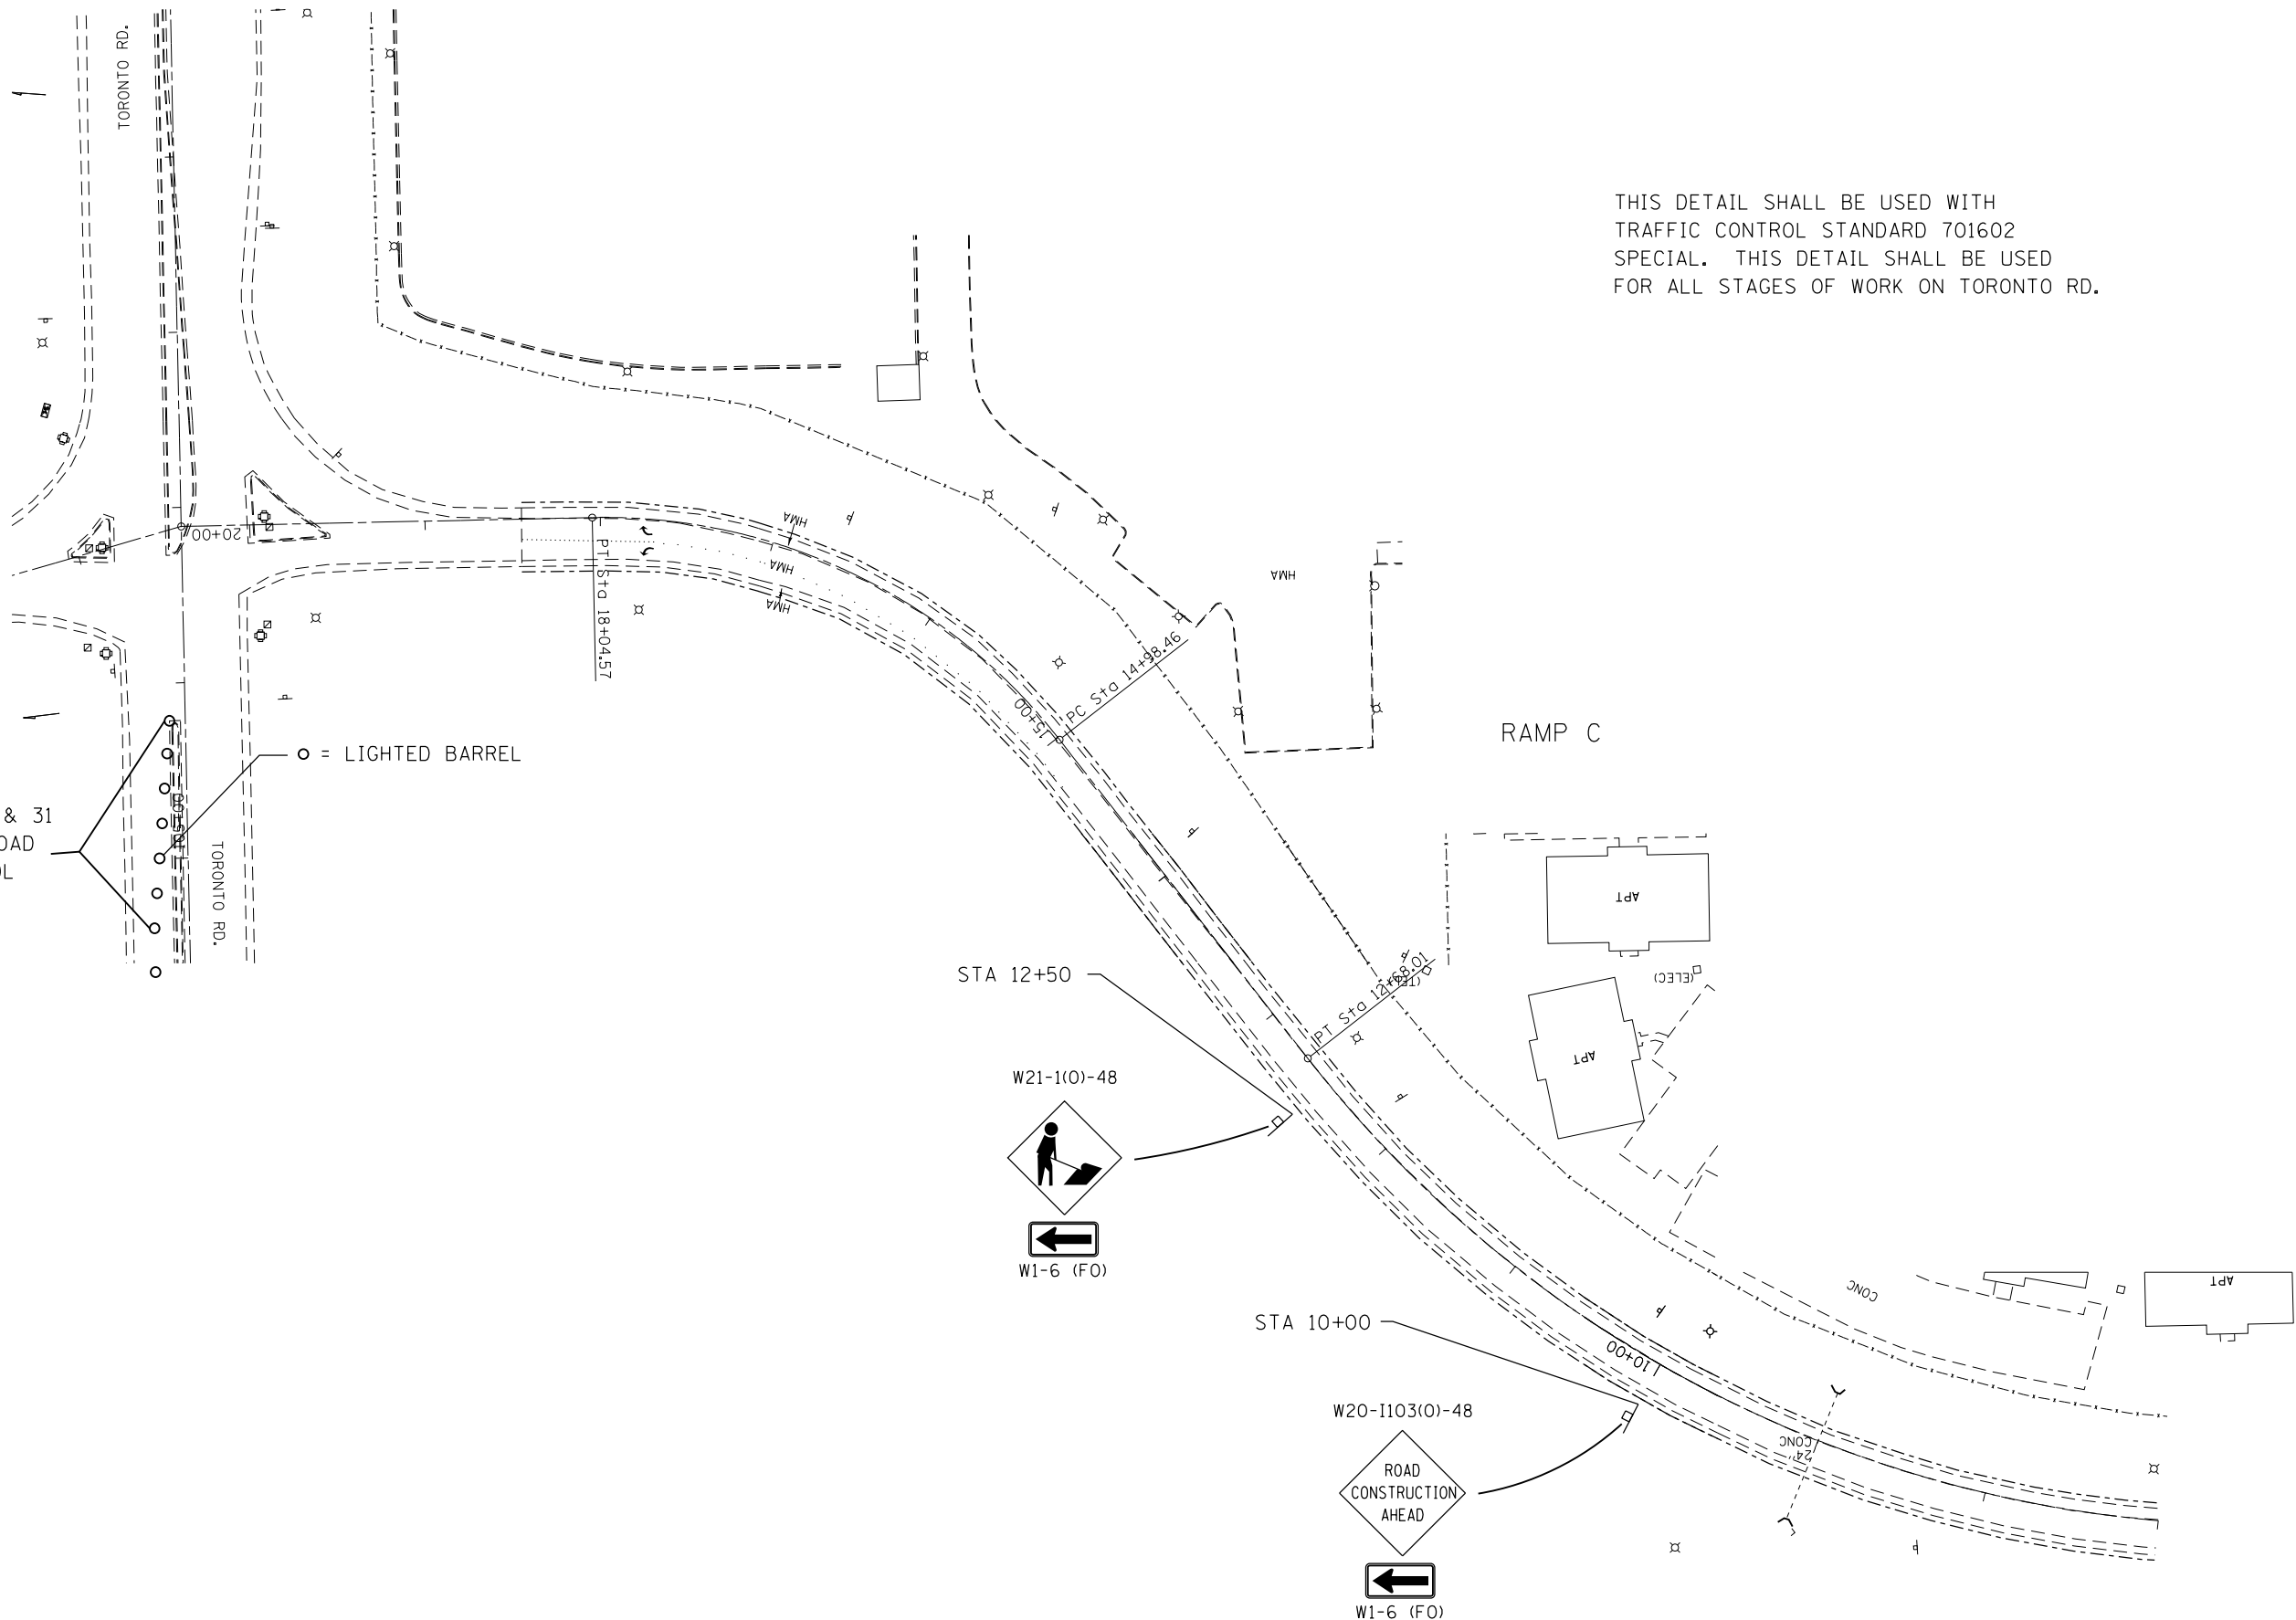 TORONTO RD.
THIS DETAIL SHALL BE USED WITH
TRAFFIC CONTROL STANDARD 701602
SPECIAL. THIS DETAIL SHALL BE USED
FOR ALL STAGES OF WORK ON TORONTO RD.
20+00
HMA
HMA
HMA
HMA
PT Sta 18+04.57
PC Sta 14+98.46
15+00
RAMP C
= LIGHTED BARREL
& 31
OAD
OL
TORONTO RD.
APT
(ELEC)
APT
(TEL)
PT Sta 12+68.01
STA 12+50
W21-1(O)-48
W1-6 (FO)
CONC
APT
STA 10+00
10+00
W20-I103(O)-48
ROAD
CONSTRUCTION
AHEAD
W1-6 (FO)
24'
CONC